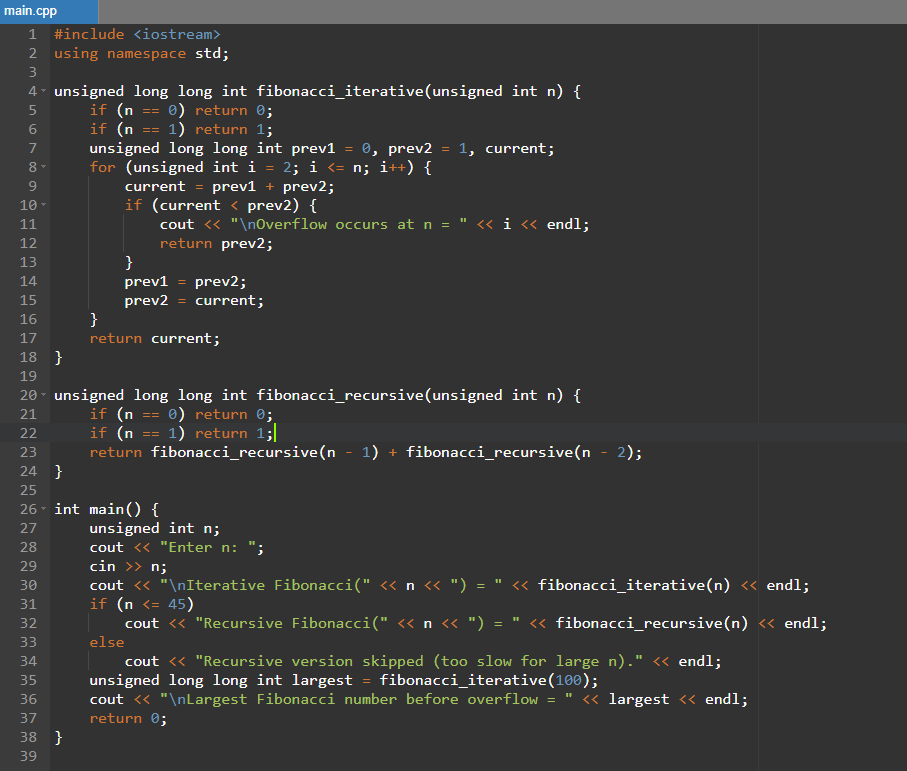 main.cpp
1 #include <iostream>
2 using namespace std;
3
4 unsigned long long int fibonacci_iterative(unsigned int n) {
5     if (n == 0) return 0;
6     if (n == 1) return 1;
7     unsigned long long int prev1 = 0, prev2 = 1, current;
8     for (unsigned int i = 2; i <= n; i++) {
9         current = prev1 + prev2;
10         if (current < prev2) {
11             cout << "\nOverflow occurs at n = " << i << endl;
12             return prev2;
13         }
14         prev1 = prev2;
15         prev2 = current;
16     }
17     return current;
18 }
19
20 unsigned long long int fibonacci_recursive(unsigned int n) {
21     if (n == 0) return 0;
22     if (n == 1) return 1;
23     return fibonacci_recursive(n - 1) + fibonacci_recursive(n - 2);
24 }
25
26 int main() {
27     unsigned int n;
28     cout << "Enter n: ";
29     cin >> n;
30     cout << "\nIterative Fibonacci(" << n << ") = " << fibonacci_iterative(n) << endl;
31     if (n <= 45)
32         cout << "Recursive Fibonacci(" << n << ") = " << fibonacci_recursive(n) << endl;
33     else
34         cout << "Recursive version skipped (too slow for large n)." << endl;
35     unsigned long long int largest = fibonacci_iterative(100);
36     cout << "\nLargest Fibonacci number before overflow = " << largest << endl;
37     return 0;
38 }
39